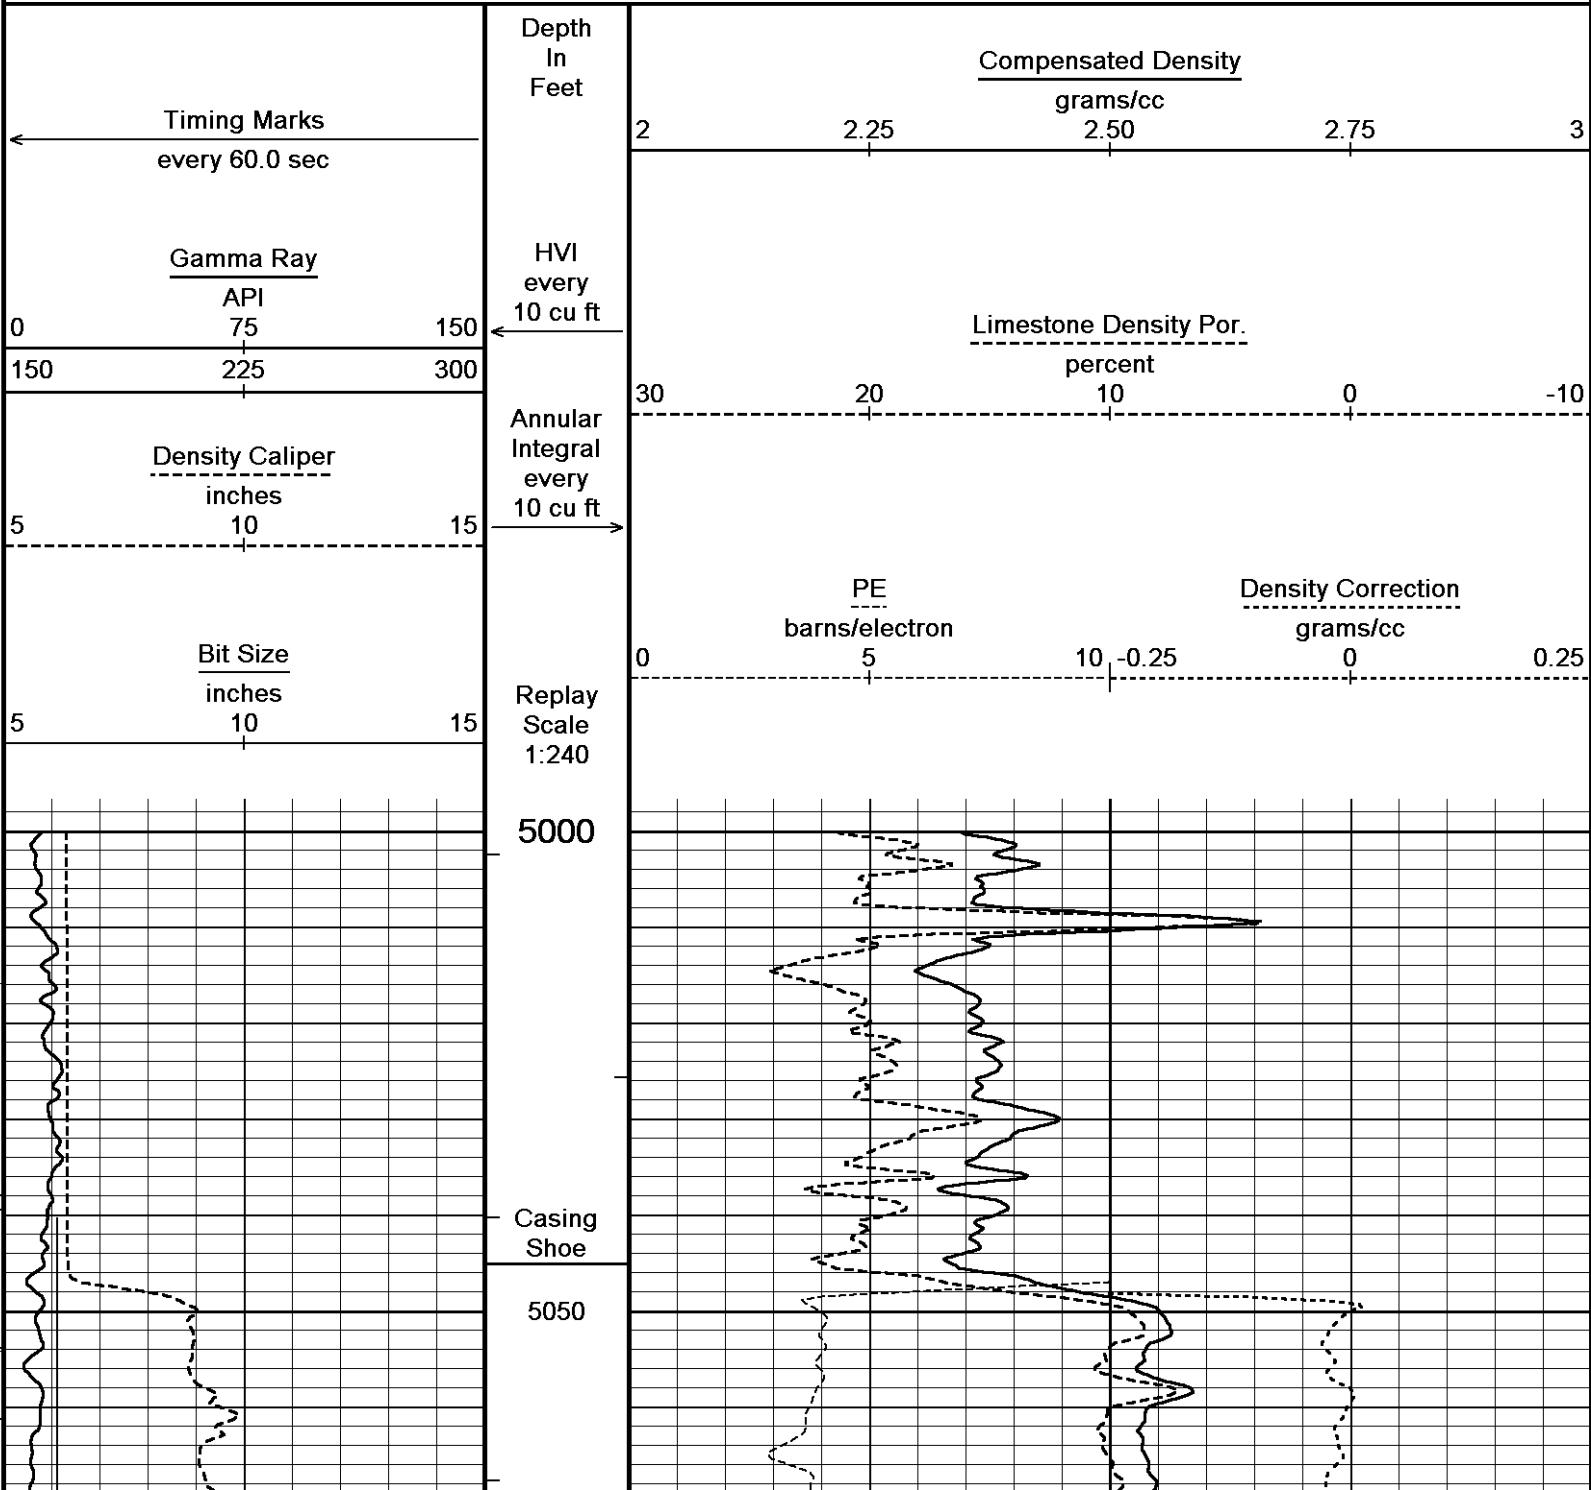 Timing Marks
every 60.0 sec
Gamma Ray
API
0 75 150
150 225 300
Density Caliper
inches
5 10 15
Bit Size
inches
5 10 15
Depth
In
Feet
HVI
every
10 cu ft
Annular
Integral
every
10 cu ft
Replay
Scale
1:240
Compensated Density
grams/cc
2 2.25 2.50 2.75 3
Limestone Density Por.
percent
30 20 10 0 -10
PE
barns/electron
0 5 10
Density Correction
grams/cc
-0.25 0 0.25
5000
Casing
Shoe
5050